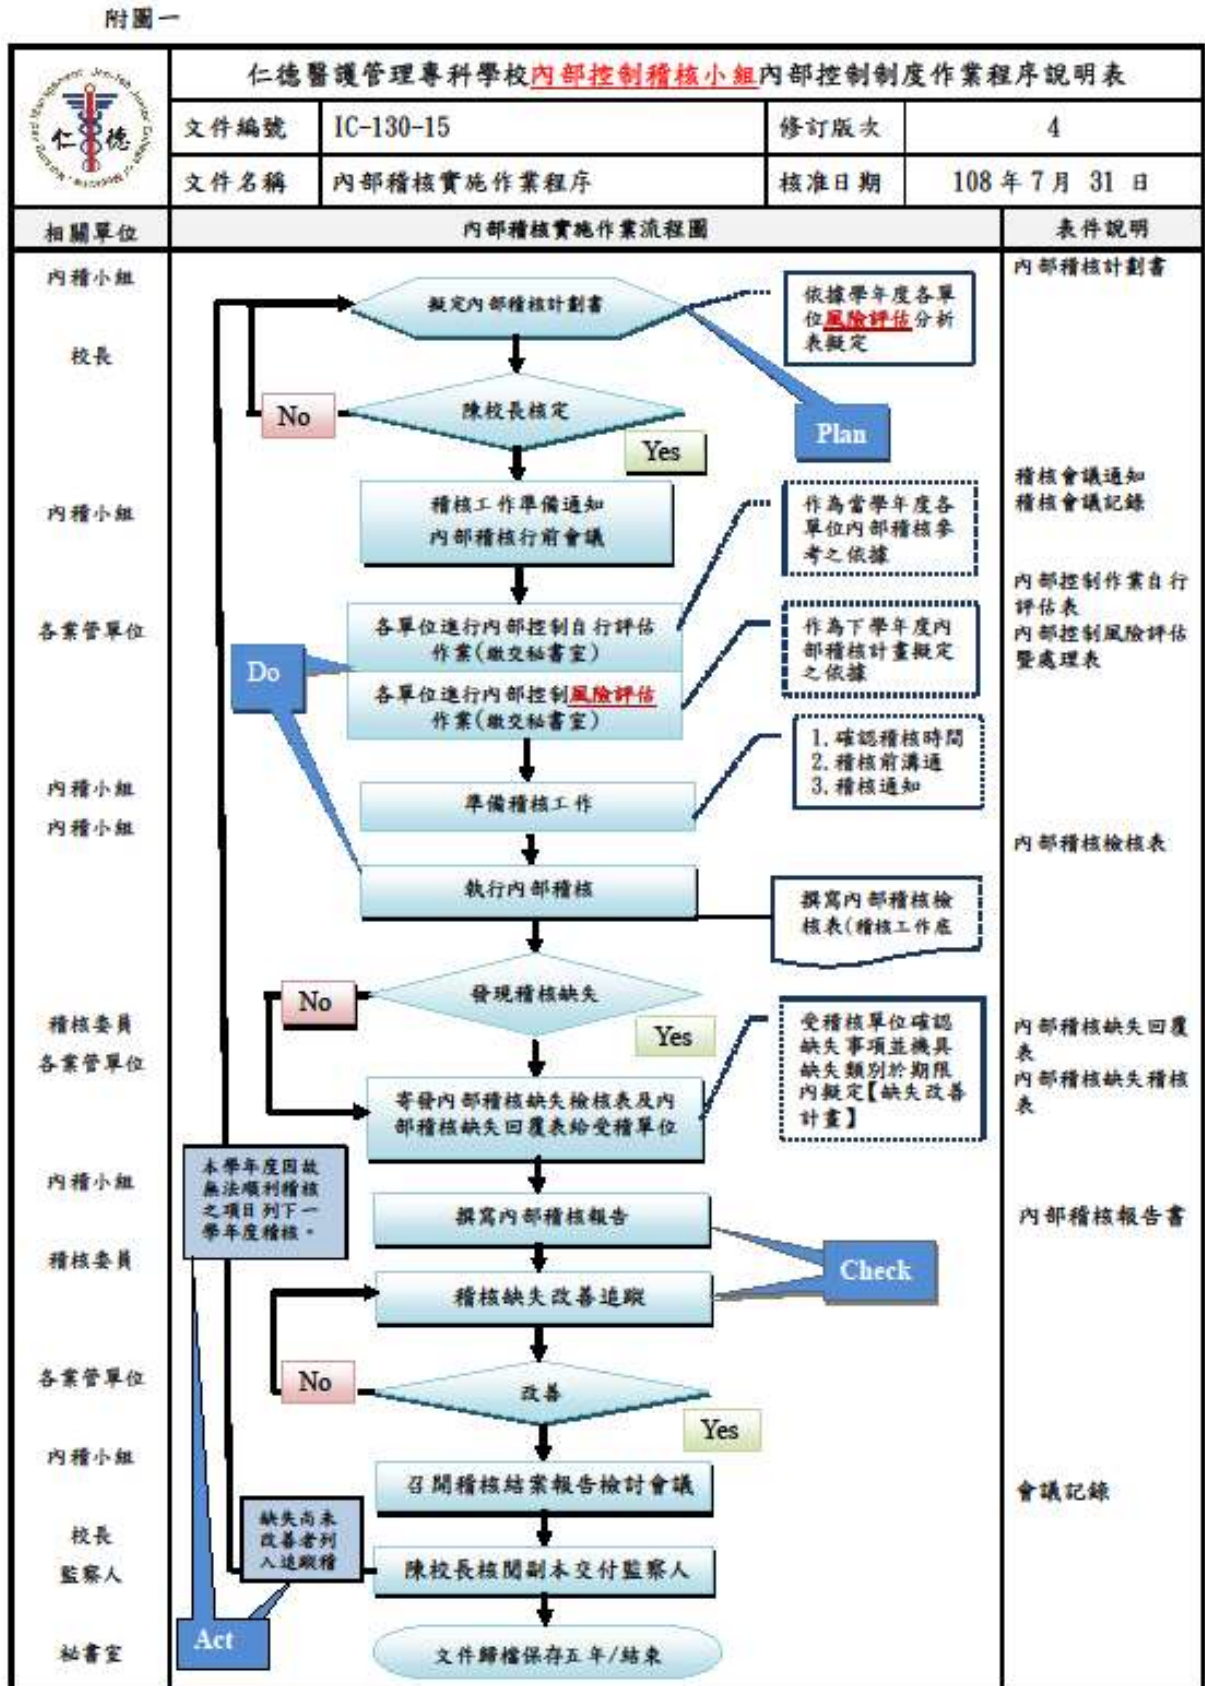 附圖一
仁德醫護管理專科學校內部控制稽核小組內部控制制度作業程序說明表
仁德
文件編號 IC-130-15 修訂版次 4
文件名稱 內部稽核實施作業程序 核准日期 108年7月 31 日
相關單位 內部稽核實施作業流程圖 表件說明
內稽小組
擬定內部稽核計劃書
依據學年度各單
位風險評估分析
表擬定
內部稽核計劃書
校長
陳校長核定
No
Yes
Plan
內稽小組
稽核工作準備通知
內部稽核行前會議
作為當學年度各
單位內部稽核參
考之依據
稽核會議通知
稽核會議記錄
各業管單位
各單位進行內部控制自行評估
作業(繳交秘書室)
各單位進行內部控制風險評估
作業(繳交秘書室)
Do
作為下學年度內
部稽核計畫擬定
之依據
內部控制作業自行
評估表
內部控制風險評估
暨處理表
內稽小組
準備稽核工作
1.確認稽核時間
2.稽核前溝通
3.稽核通知
內稽小組
執行內部稽核
撰寫內部稽核檢
核表(稽核工作底
內部稽核檢核表
發現稽核缺失
No
Yes
稽核委員
各業管單位
寄發內部稽核缺失檢核表及內
部稽核缺失回覆表給受稽單位
受稽核單位確認
缺失事項並機具
缺失類別於期限
內擬定【缺失改善
計畫】
內部稽核缺失回覆
表
內部稽核缺失稽核
表
本學年度因故
無法順利稽核
之項目列下一
學年度稽核。
內稽小組
撰寫內部稽核報告
內部稽核報告書
稽核委員
稽核缺失改善追蹤
Check
各業管單位
改善
No
Yes
內稽小組
召開稽核結案報告檢討會議
會議記錄
缺失尚未
改善者列
入追蹤稽
校長
監察人
陳校長核閱副本交付監察人
Act
祕書室
文件歸檔保存五年/結束